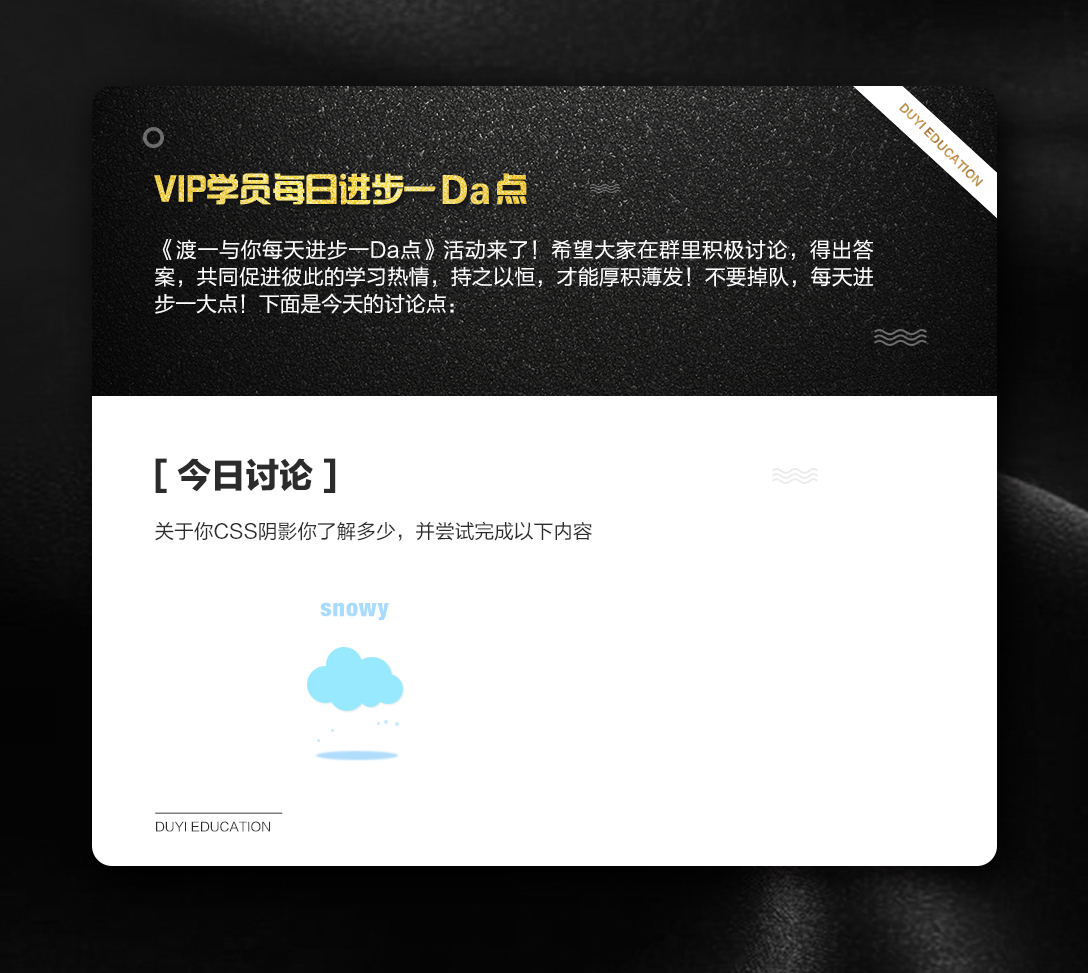 DUYI EDUCATION
VIP学员每日进步一Da点
《渡一与你每天进步一Da点》活动来了！希望大家在群里积极讨论，得出答
案，共同促进彼此的学习热情，持之以恒，才能厚积薄发！不要掉队，每天进
步一大点！下面是今天的讨论点：
[ 今日讨论 ]
关于你CSS阴影你了解多少，并尝试完成以下内容
snowy
DUYI EDUCATION